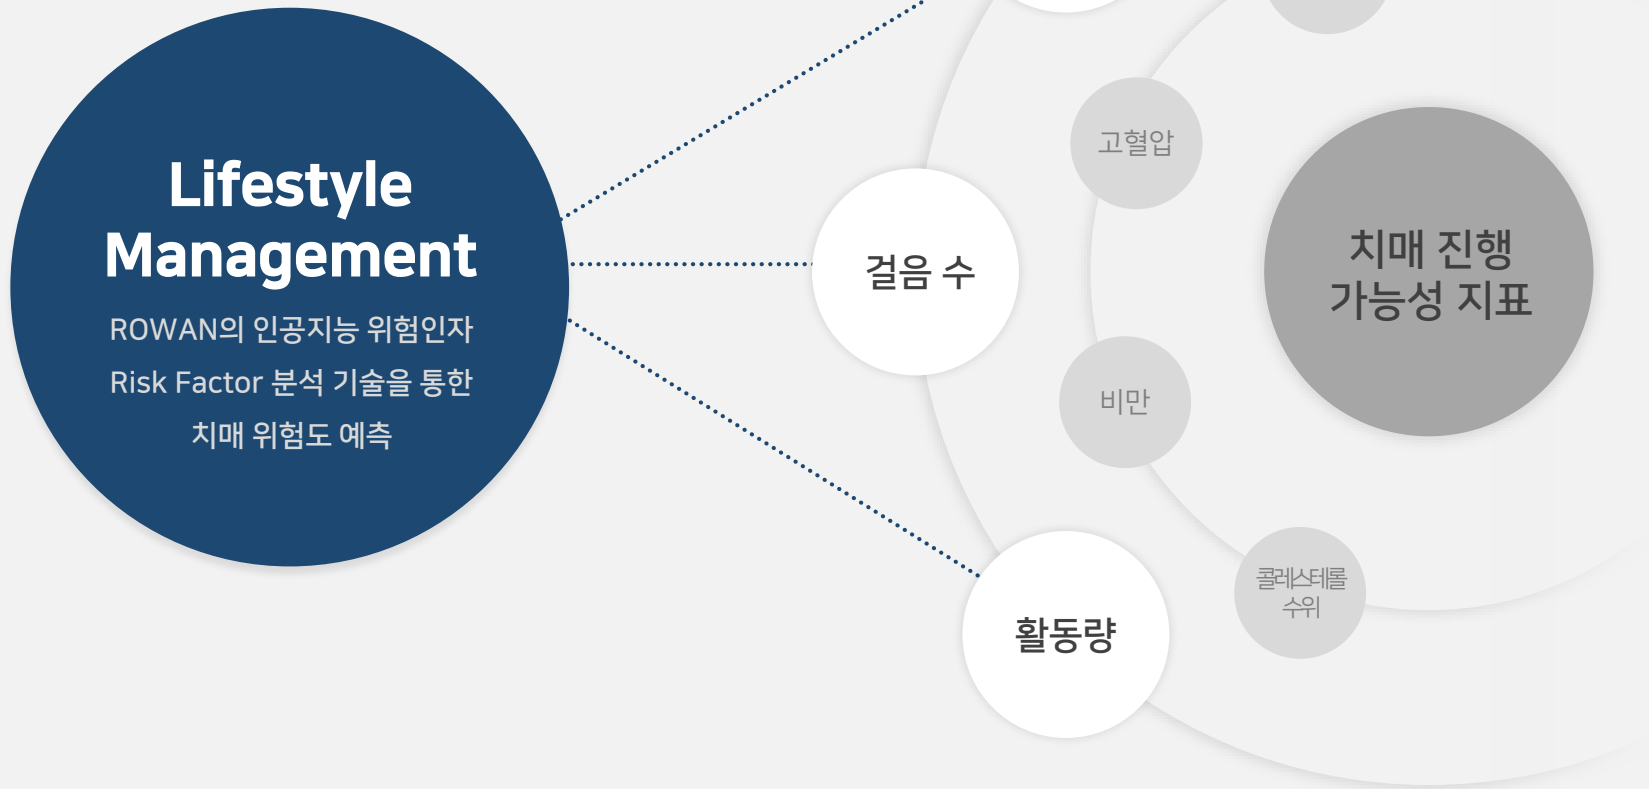 Lifestyle
Management
ROWAN의 인공지능 위험인자
Risk Factor 분석 기술을 통한
치매 위험도 예측
걸음 수
활동량
고혈압
비만
콜레스테롤
수위
치매 진행
가능성 지표